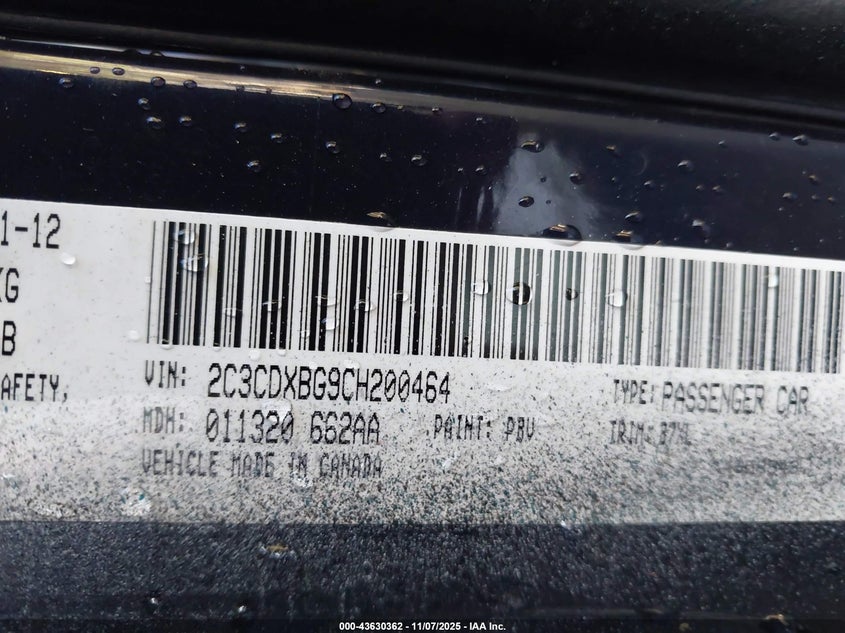 1-12
KG
B
AFETY,
VIN: 2C3CDXBG9CH200464
TYPE: PASSENGER CAR
MDH: 011320 662AA
PAINT: PBV
TRIM:
VEHICLE MADE IN CANADA
000-43630362 - 11/07/2025 - IAA Inc.